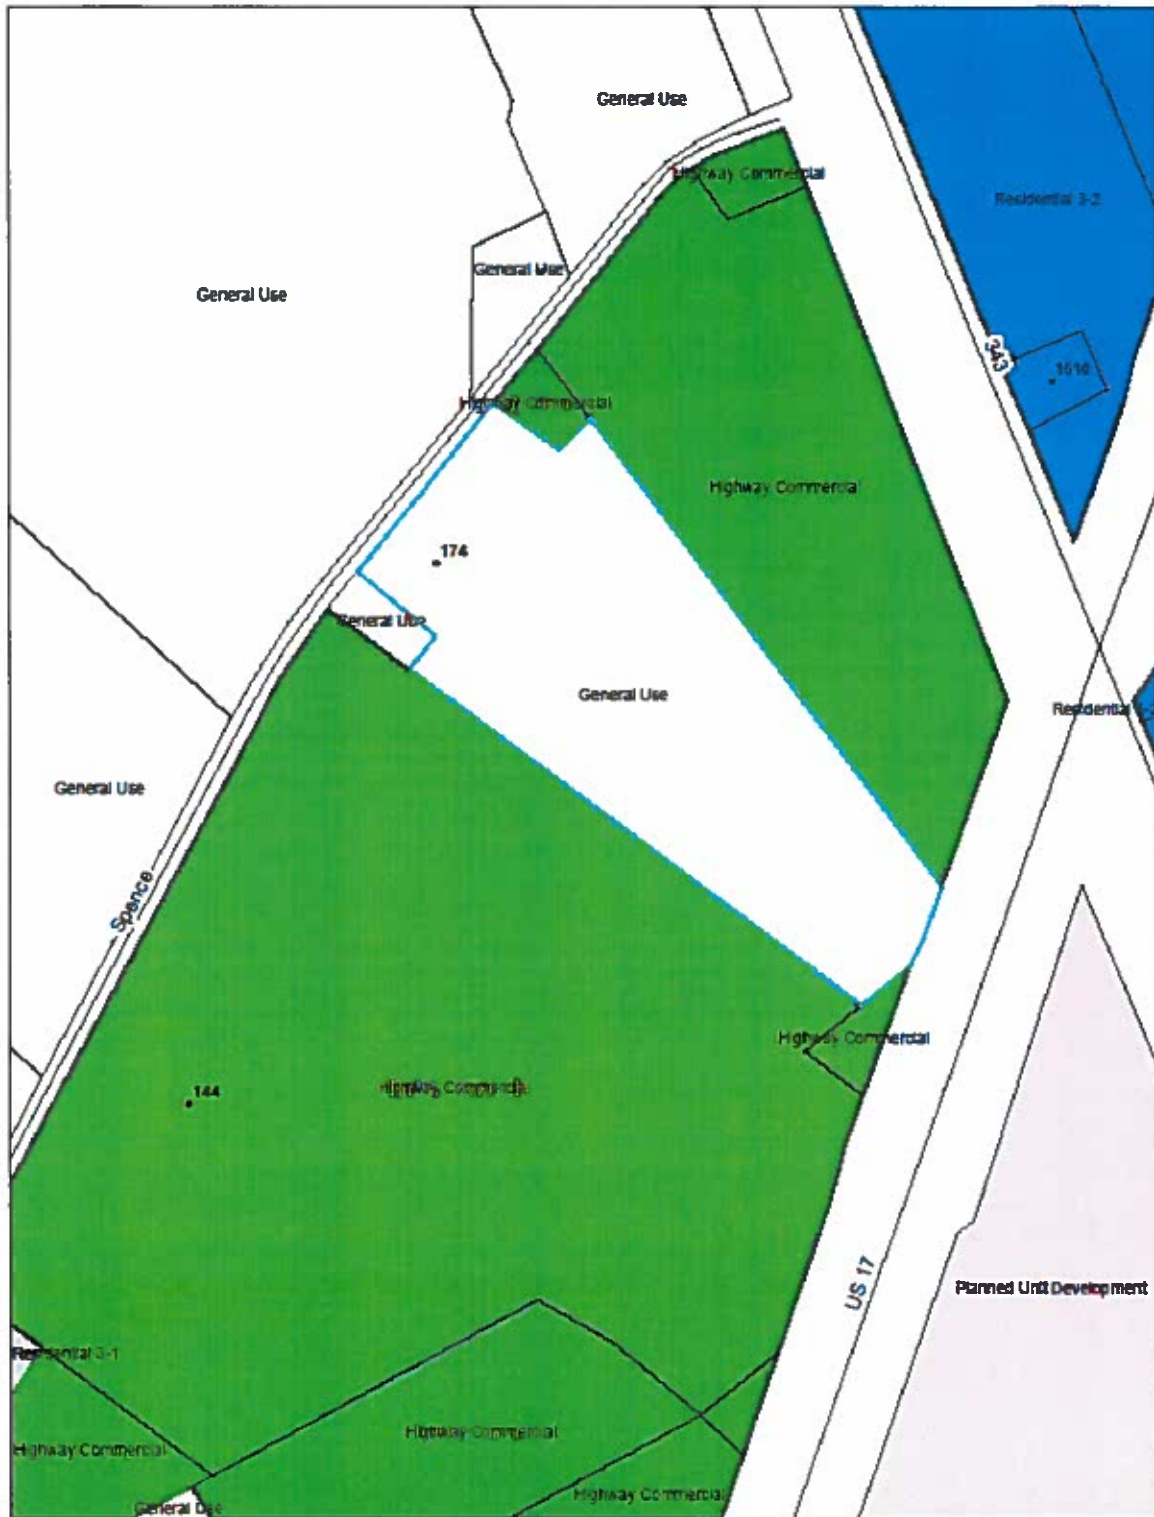 General Use
Highway Commercial
Residential 3-2
General Use
General Use
343
1610
Highway Commercial
Highway Commercial
174
General Use
General Use
Residential
General Use
Spence
Highway Commercial
144
Highway Commercial
US 17
Planned Unit Development
Residential 3-1
Highway Commercial
Highway Commercial
Highway Commercial
General Use